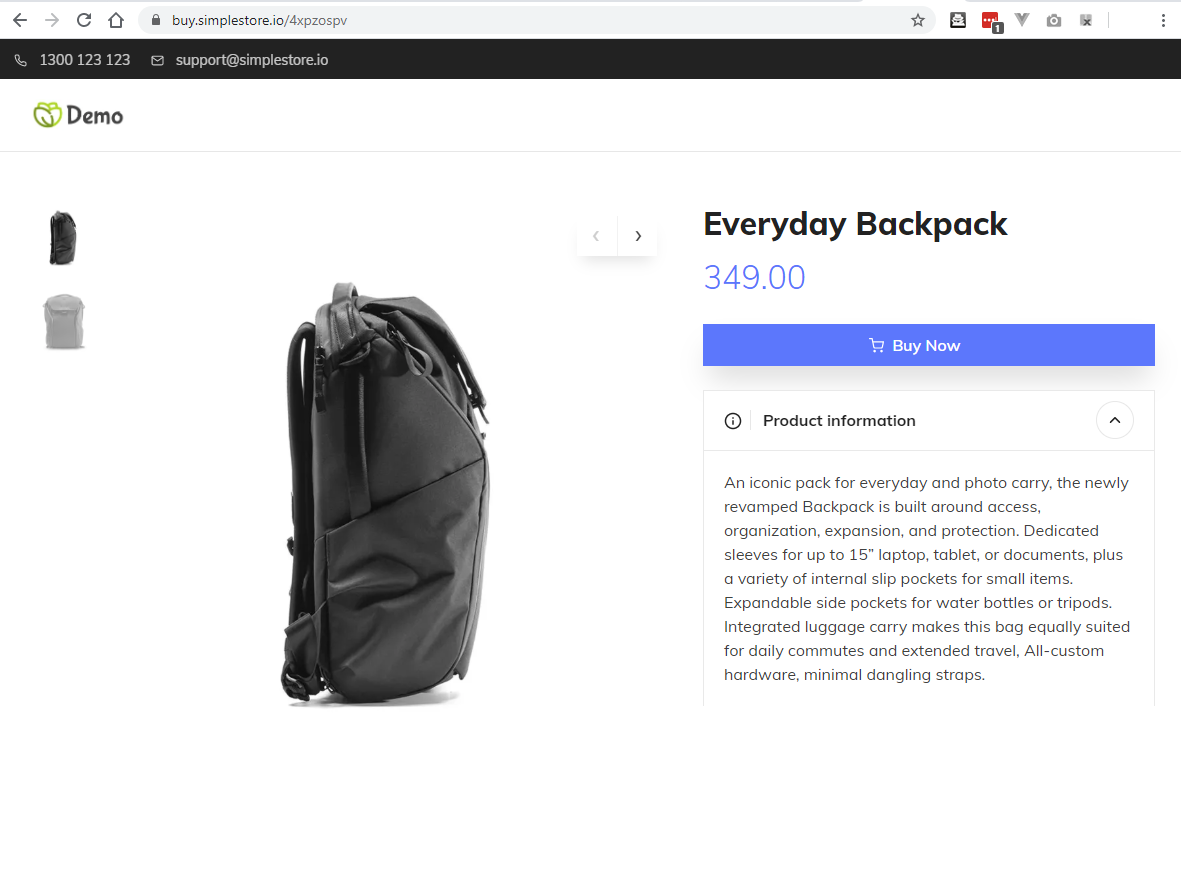 buy.simplestore.io/4xpzospv
1
1300 123 123 support@simplestore.io
Demo
Everyday Backpack
349.00
Buy Now
Product information
An iconic pack for everyday and photo carry, the newly
revamped Backpack is built around access,
organization, expansion, and protection. Dedicated
sleeves for up to 15” laptop, tablet, or documents, plus
a variety of internal slip pockets for small items.
Expandable side pockets for water bottles or tripods.
Integrated luggage carry makes this bag equally suited
for daily commutes and extended travel, All-custom
hardware, minimal dangling straps.